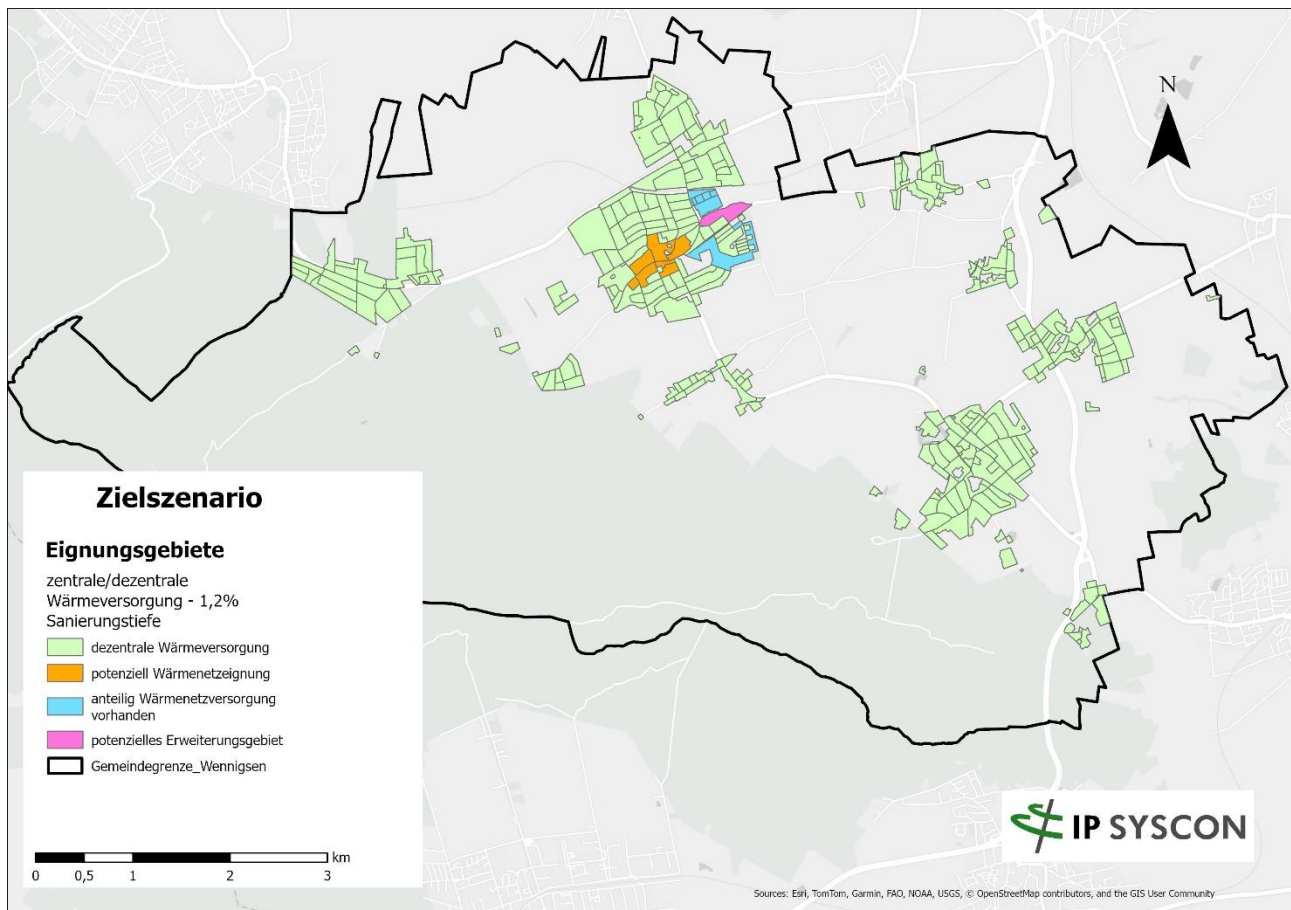 N
Zielszenario
Eignungsgebiete
zentrale/dezentrale
Wärmeversorgung - 1,2%
Sanierungstiefe
dezentrale Wärmeversorgung
potenziell Wärmenetzeignung
anteilig Wärmenetzversorgung
vorhanden
potenzielles Erweiterungsgebiet
Gemeindegrenze_Wennigsen
km
0 0,5 1 2 3
IP SYSCON
Sources: Esri, TomTom, Garmin, FAO, NOAA, USGS, © OpenStreetMap contributors, and the GIS User Community